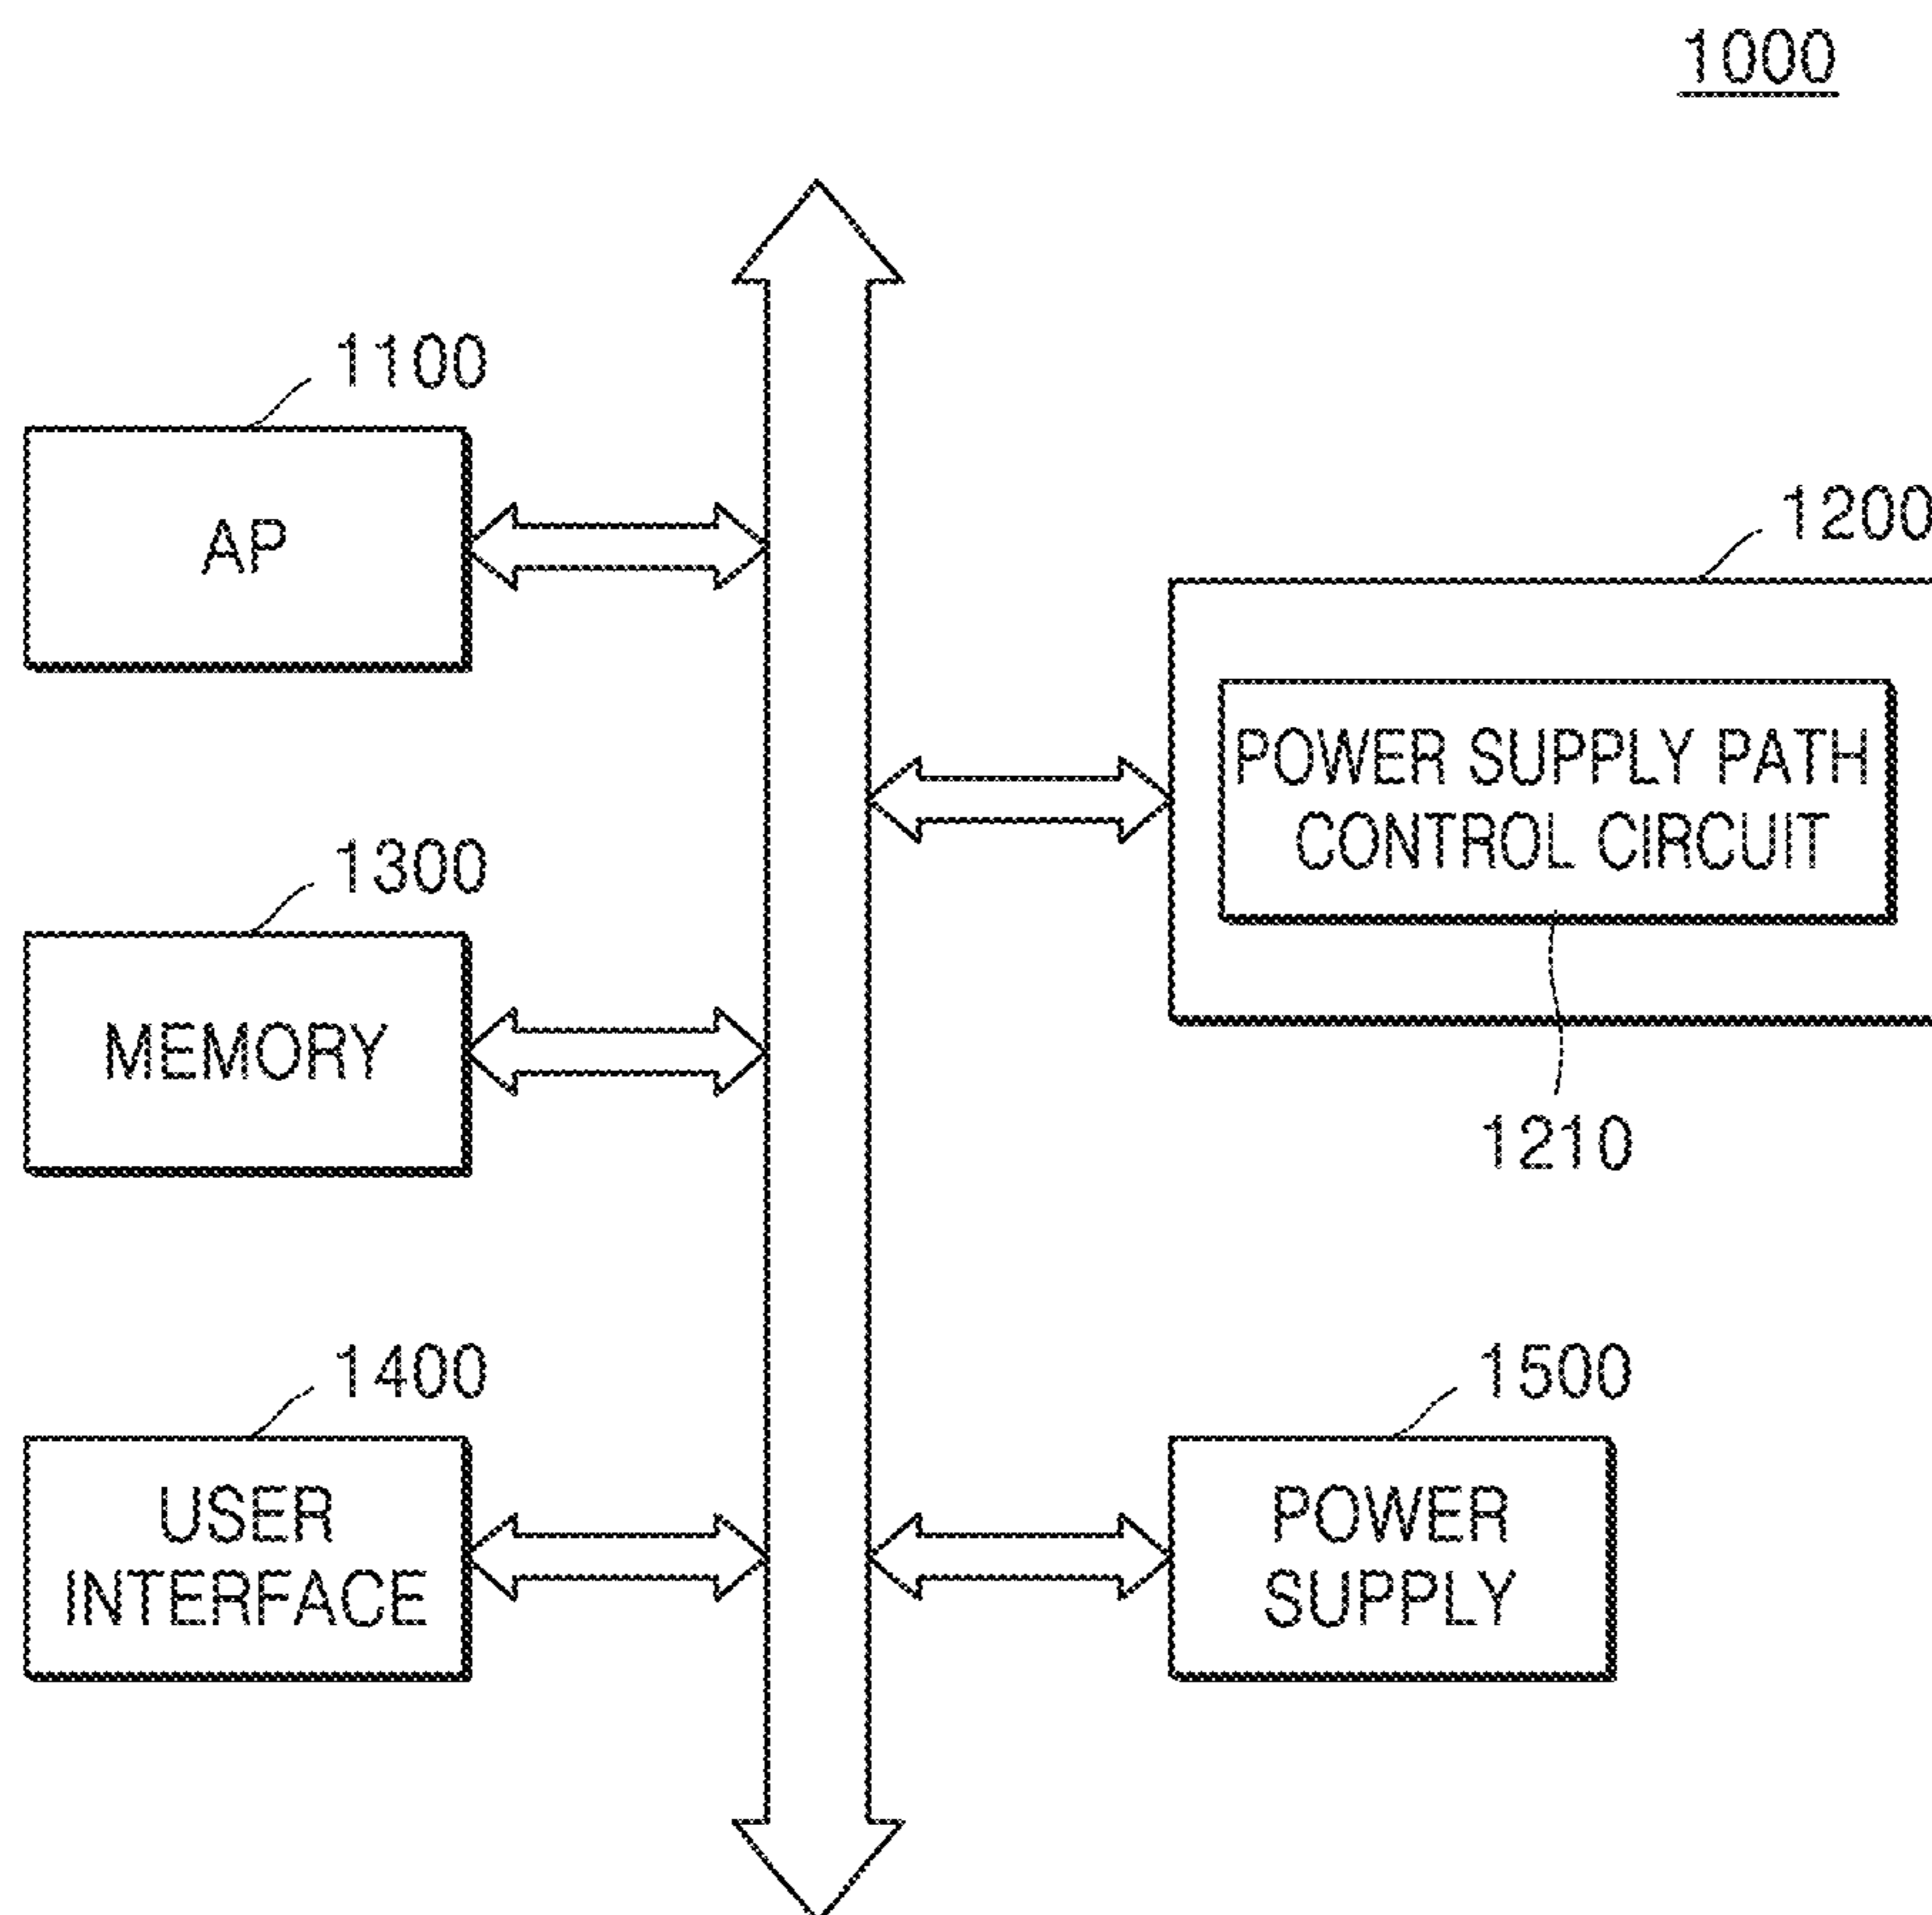 1000
1100
AP
1200
POWER SUPPLY PATH
CONTROL CIRCUIT
1210
1300
MEMORY
1400
USER
INTERFACE
1500
POWER
SUPPLY